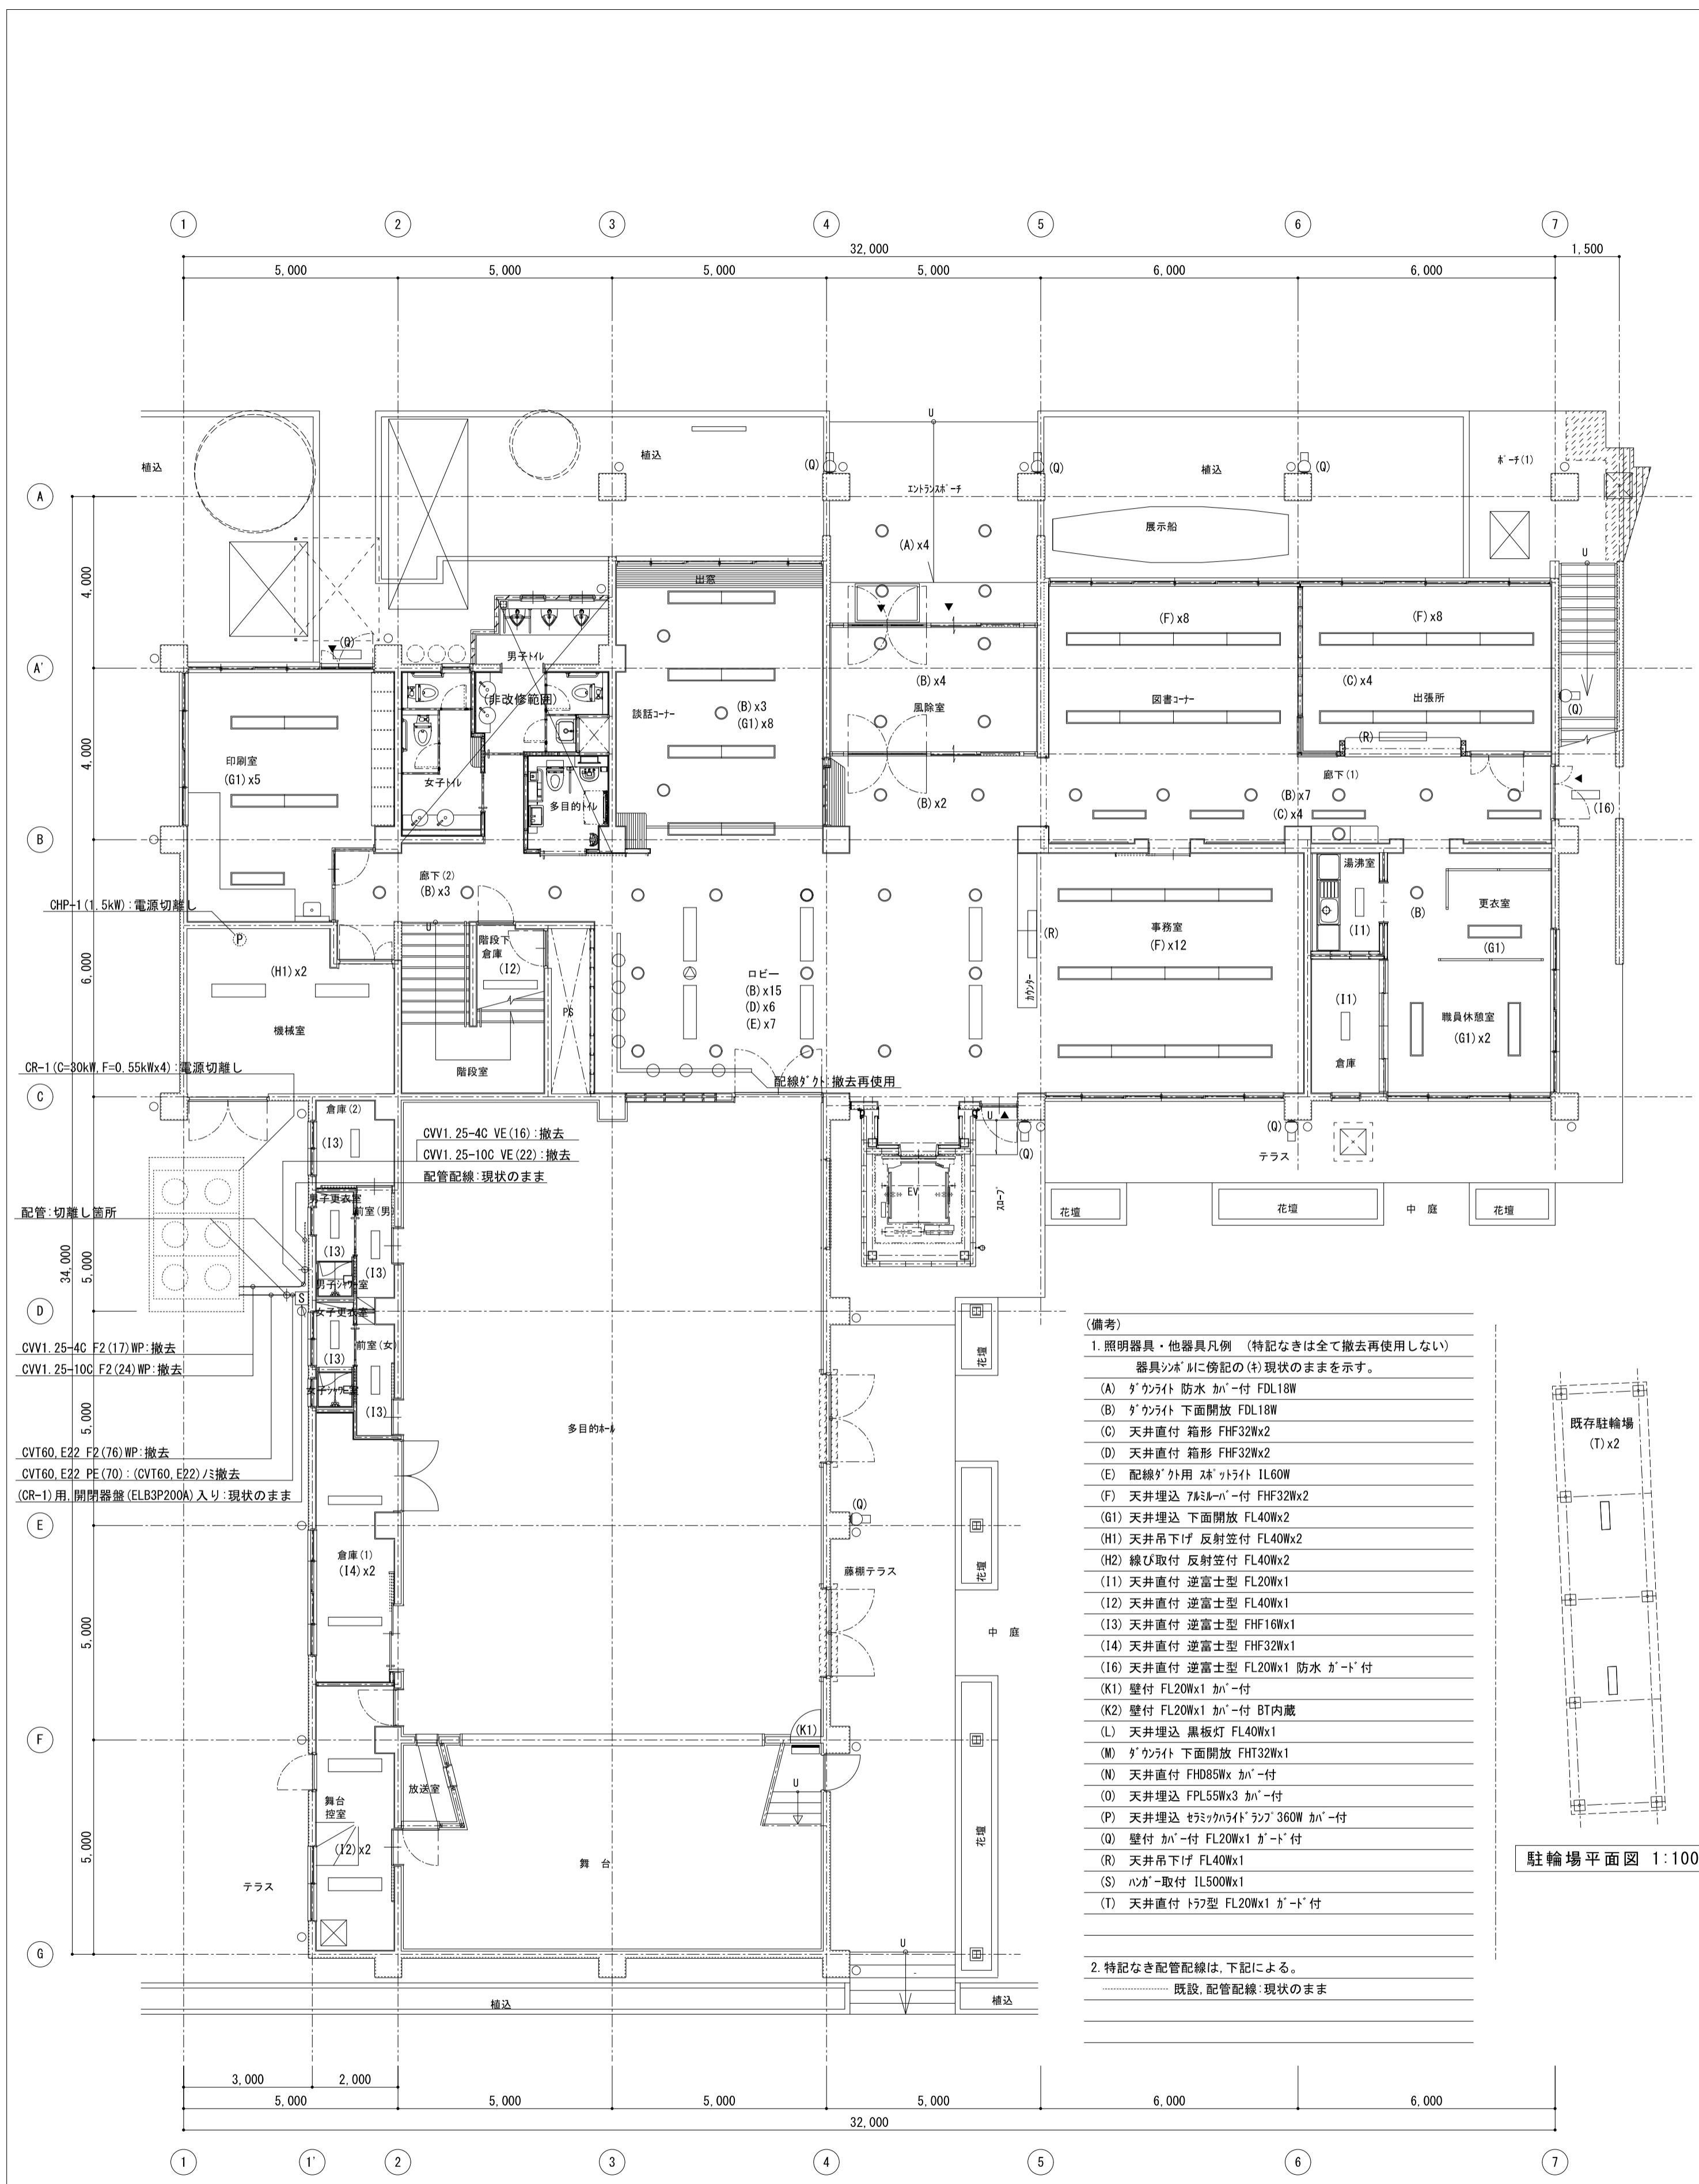 1
2
3
4
5
6
7
32,000
1,500
5,000
5,000
5,000
5,000
6,000
6,000
植込
植込
U
(Q)
(Q)
植込
(Q)
ポーチ(1)
A
エントランスポーチ
展示船
(A)x4
U
4,000
出窓
(F)x8
(F)x8
(Q)
男子トイレ
A'
(B)x4
(C)x4
(非改修範囲)
図書コーナー
出張所
(Q)
談話コーナー
(B)x3
(G1)x8
風除室
(R)
4,000
印刷室
(G1)x5
女子トイレ
多目的トイレ
廊下(1)
(B)x2
(B)x7
(C)x4
(I6)
B
湯沸室
廊下(2)
(B)x3
更衣室
CHP-1(1.5kW):電源切離し
(B)
P
U
階段下
倉庫
(I2)
(R)
事務室
(F)x12
(I1)
(G1)
6,000
(H1)x2
ロビー
(B)x15
(D)x6
(E)x7
カウンター
(I1)
PS
機械室
職員休憩室
(G1)x2
CR-1(C=30kW,F=0.55kWx4):電源切離し
階段室
倉庫
配線ダクト:撤去再使用
C
倉庫(2)
U
(Q)
(Q)
(I3)
CVV1.25-4C VE(16):撤去
CVV1.25-10C VE(22):撤去
配管配線:現状のまま
テラス
EV
スロープ
男子更衣室
前室(男)
配管:切離し箇所
花壇
花壇
中 庭
花壇
(I3)
(I3)
34,000
5,000
男子シャワー室
S
D
女子更衣室
前室(女)
CVV1.25-4C F2(17)WP:撤去
(I3)
花壇
CVV1.25-10C F2(24)WP:撤去
女子シャワー室
(I3)
5,000
多目的ホール
CVT60,E22 F2(76)WP:撤去
CVT60,E22 PE(70):(CVT60,E22)ノミ撤去
(CR-1)用,開閉器盤(ELB3P200A)入り:現状のまま
(Q)
E
倉庫(1)
(I4)x2
藤棚テラス
花壇
5,000
中 庭
F
(K1)
放送室
U
舞台
控室
(I2)x2
花壇
5,000
舞 台
テラス
G
U
植込
植込
(備考)
1.照明器具・他器具凡例 (特記なきは全て撤去再使用しない)
器具シンボルに傍記の(キ)現状のままを示す。
(A) ダウンライト 防水 カバー付 FDL18W
(B) ダウンライト 下面開放 FDL18W
(C) 天井直付 箱形 FHF32Wx2
(D) 天井直付 箱形 FHF32Wx2
(E) 配線ダクト用 スポットライト IL60W
(F) 天井埋込 アルミルーバー付 FHF32Wx2
(G1) 天井埋込 下面開放 FL40Wx2
(H1) 天井吊下げ 反射笠付 FL40Wx2
(H2) 線ぴ取付 反射笠付 FL40Wx2
(I1) 天井直付 逆富士型 FL20Wx1
(I2) 天井直付 逆富士型 FL40Wx1
(I3) 天井直付 逆富士型 FHF16Wx1
(I4) 天井直付 逆富士型 FHF32Wx1
(I6) 天井直付 逆富士型 FL20Wx1 防水 ガード付
(K1) 壁付 FL20Wx1 カバー付
(K2) 壁付 FL20Wx1 カバー付 BT内蔵
(L) 天井埋込 黒板灯 FL40Wx1
(M) ダウンライト 下面開放 FHT32Wx1
(N) 天井直付 FHD85Wx カバー付
(O) 天井埋込 FPL55Wx3 カバー付
(P) 天井埋込 セラミックハライドランプ360W カバー付
(Q) 壁付 カバー付 FL20Wx1 ガード付
(R) 天井吊下げ FL40Wx1
(S) ハンガー取付 IL500Wx1
(T) 天井直付 トラフ型 FL20Wx1 ガード付
2.特記なき配管配線は,下記による。
既設,配管配線:現状のまま
既存駐輪場
(T)x2
駐輪場平面図 1:100
3,000
2,000
5,000
5,000
5,000
5,000
6,000
6,000
32,000
1
1'
2
3
4
5
6
7